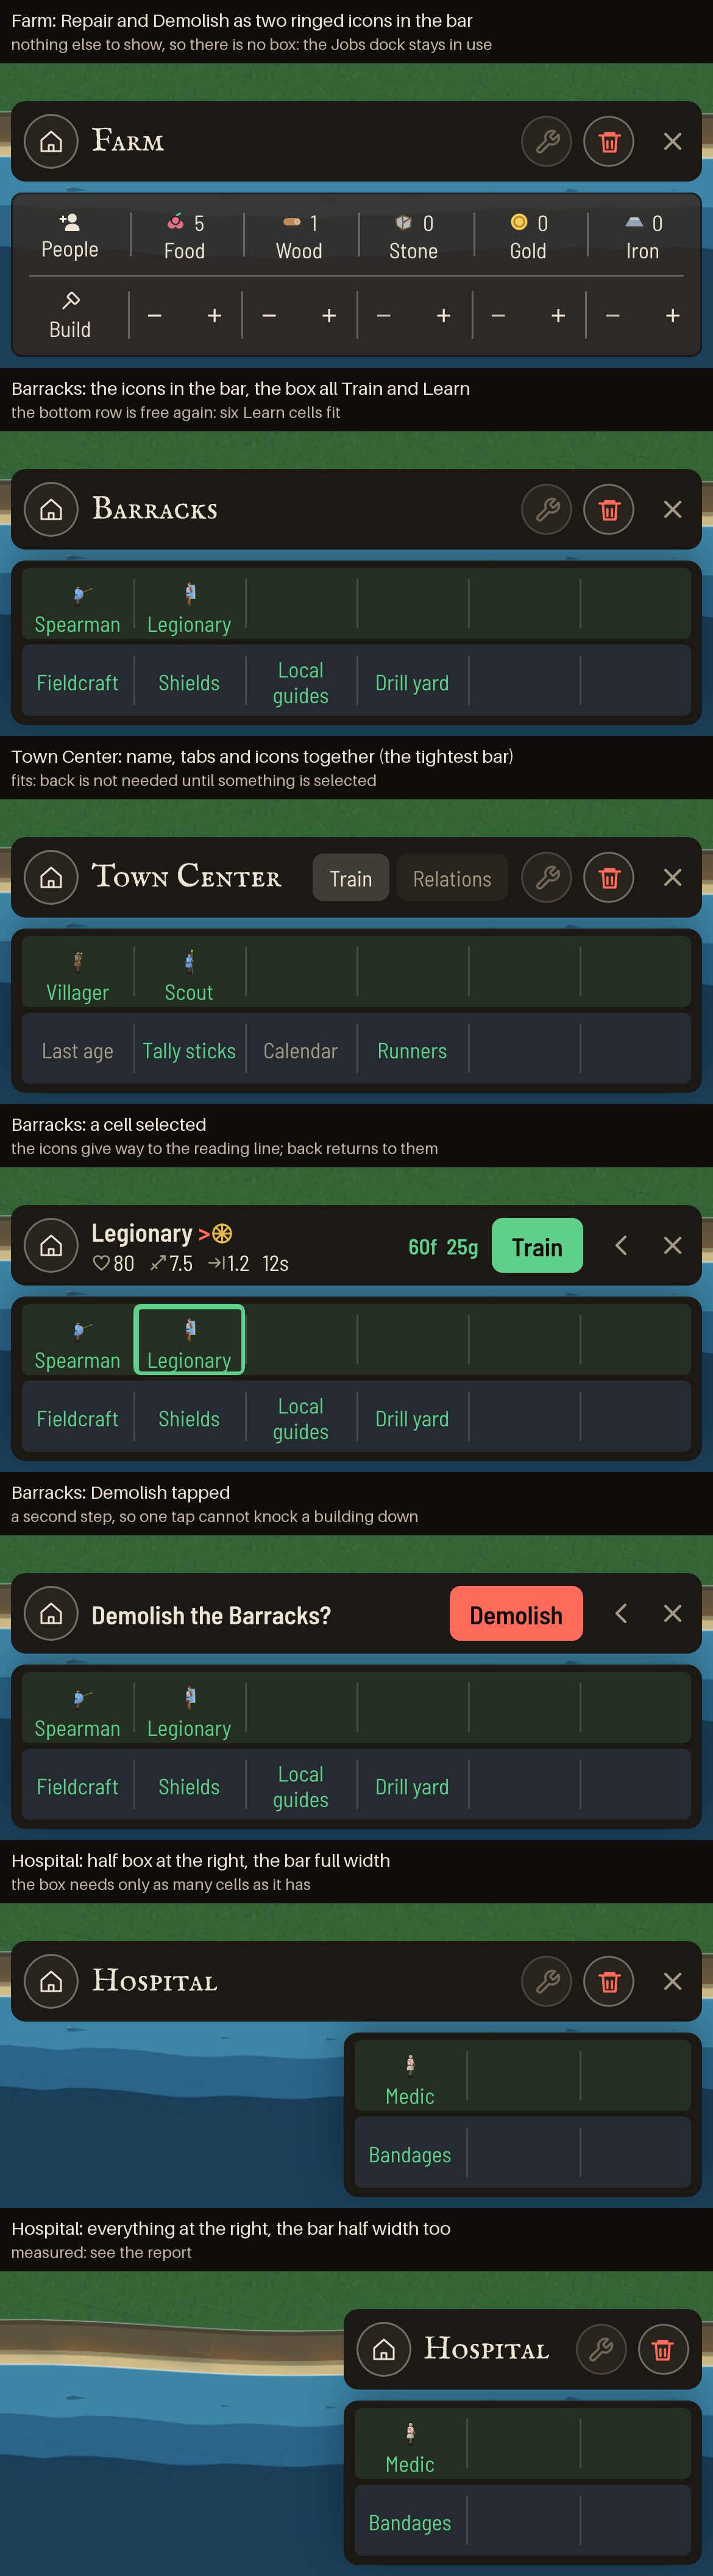 Farm: Repair and Demolish as two ringed icons in the bar
nothing else to show, so there is no box: the Jobs dock stays in use
Farm
5 1 0 0 0
People Food Wood Stone Gold Iron
Build − + − + − + − + − +
Barracks: the icons in the bar, the box all Train and Learn
the bottom row is free again: six Learn cells fit
Barracks
Spearman Legionary
Fieldcraft Shields Local guides Drill yard
Town Center: name, tabs and icons together (the tightest bar)
fits: back is not needed until something is selected
Town Center Train Relations
Villager Scout
Last age Tally sticks Calendar Runners
Barracks: a cell selected
the icons give way to the reading line; back returns to them
Legionary >
80 7.5 1.2 12s
60f 25g Train
Spearman Legionary
Fieldcraft Shields Local guides Drill yard
Barracks: Demolish tapped
a second step, so one tap cannot knock a building down
Demolish the Barracks? Demolish
Spearman Legionary
Fieldcraft Shields Local guides Drill yard
Hospital: half box at the right, the bar full width
the box needs only as many cells as it has
Hospital
Medic
Bandages
Hospital: everything at the right, the bar half width too
measured: see the report
Hospital
Medic
Bandages